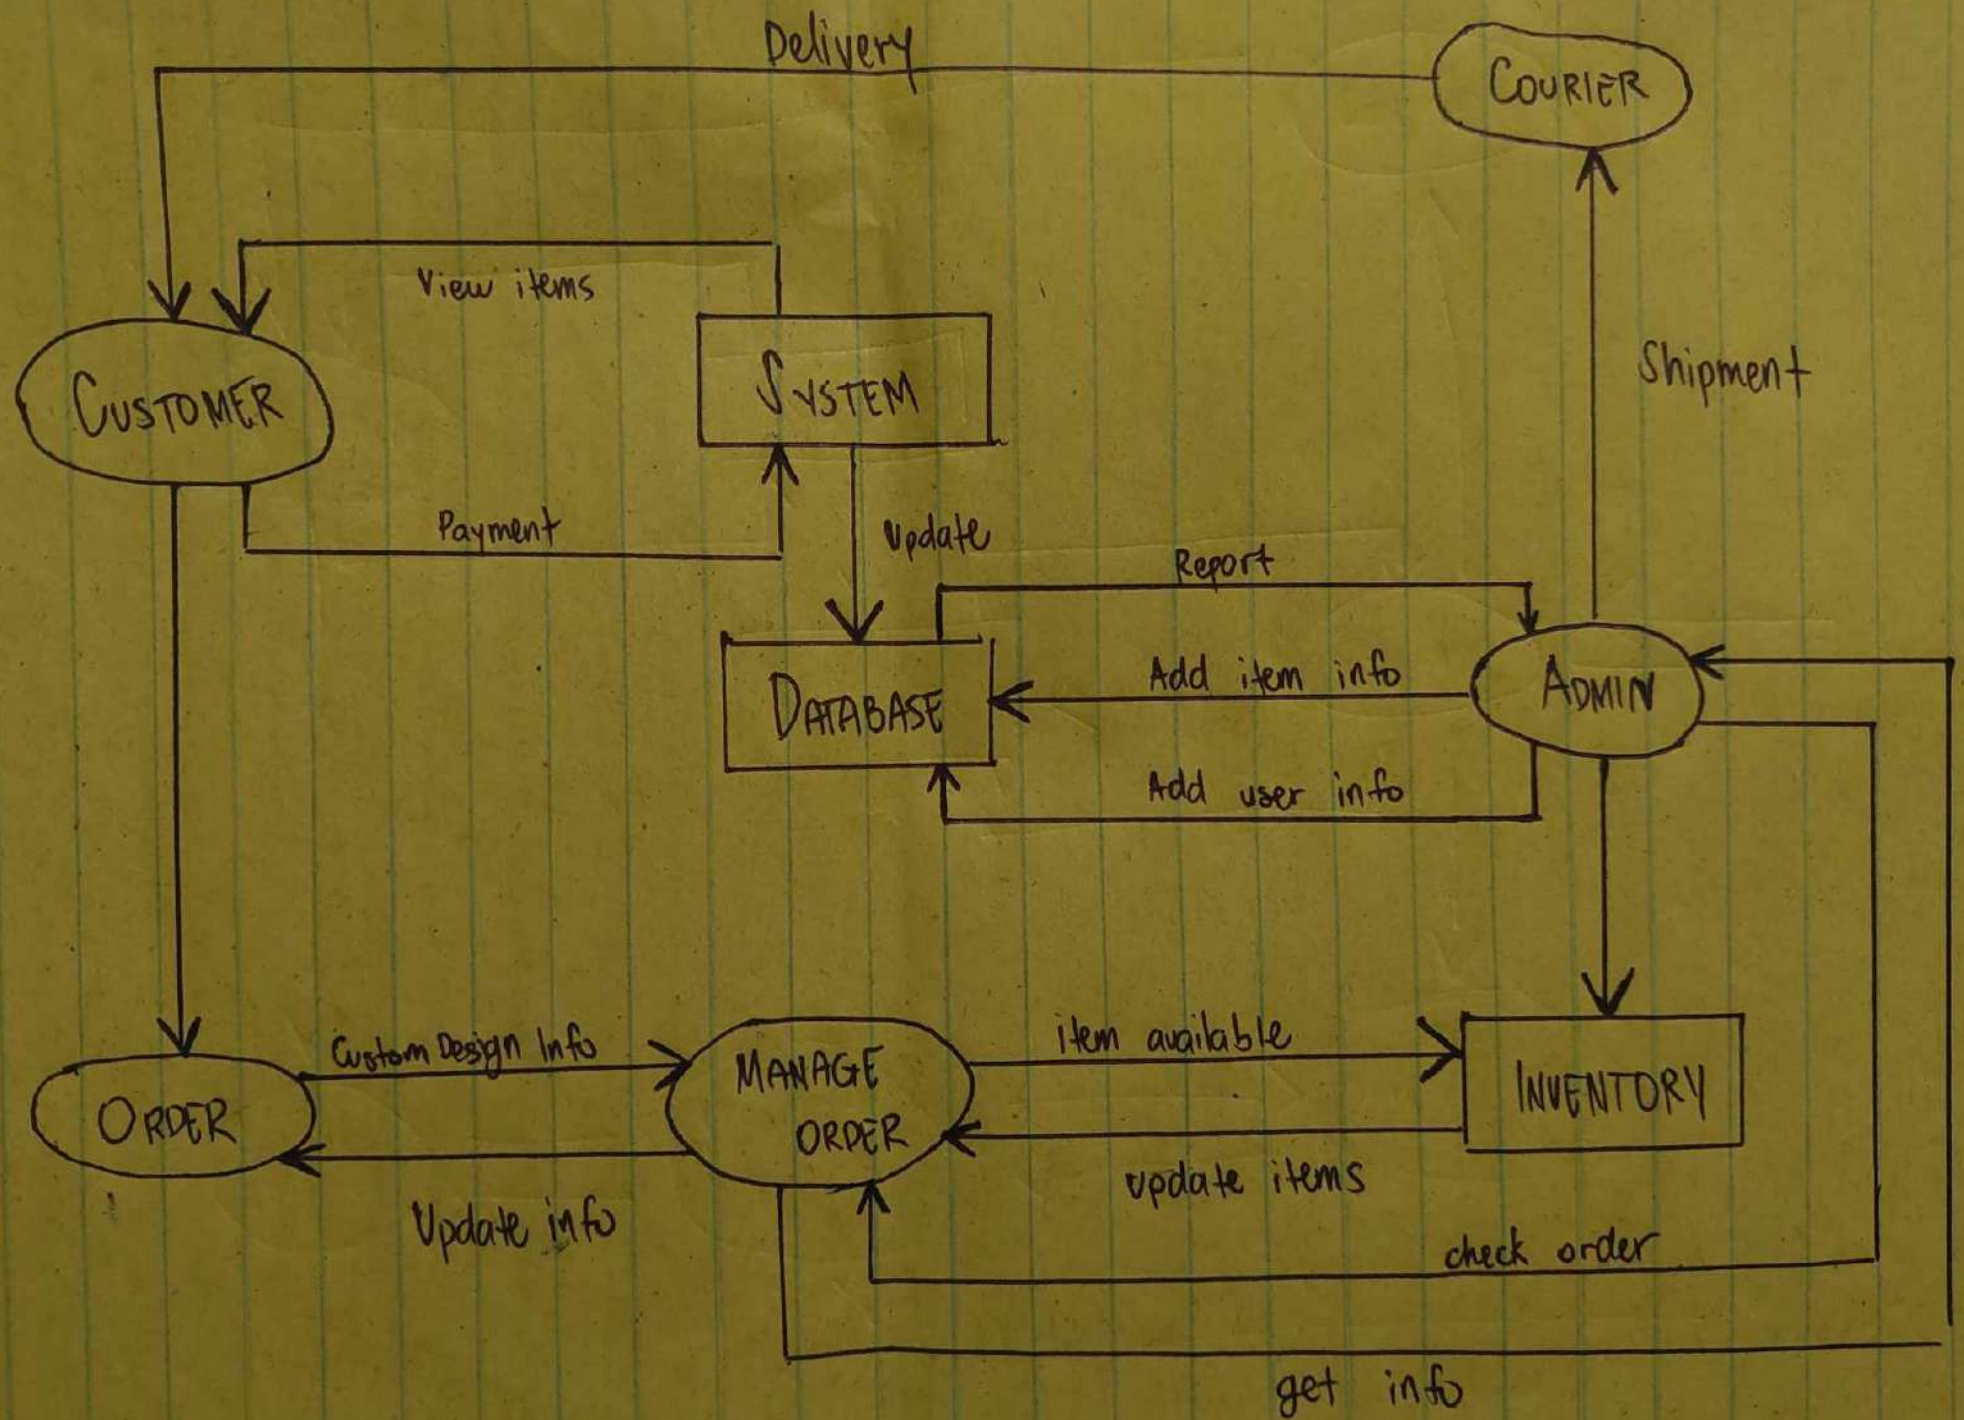 Delivery
COURIER
View items
SYSTEM
Shipment
CUSTOMER
Payment
Update
Report
Add item info
ADMIN
DATABASE
Add user info
Custom Design Info
item available
MANAGE
ORDER
INVENTORY
ORDER
update items
Update info
check order
get info